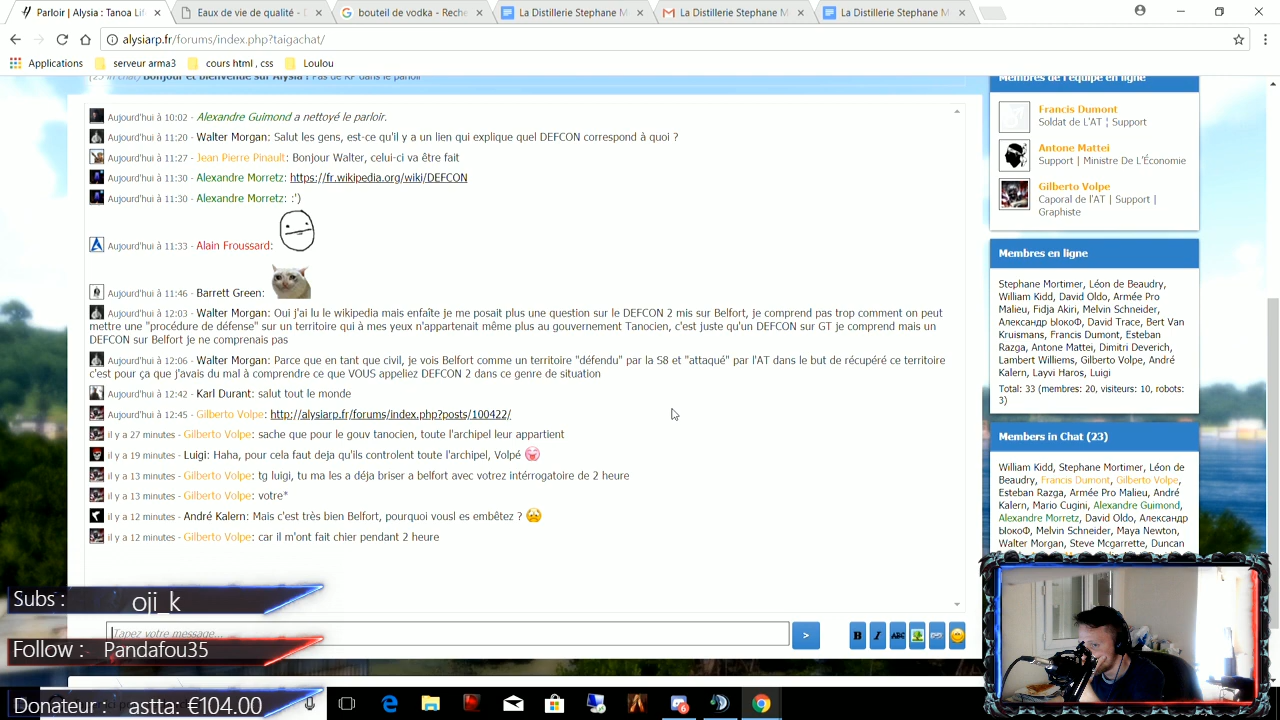 Parloir | Alysia : Tanoa Li
Eaux de vie de qualité - D
bouteil de vodka - Reche
La Distillerie Stephane M
La Distillerie Stephane M
La Distillerie Stephane M
alysiarp.fr/forums/index.php?taigachat/
Applications
serveur arma3
cours html , css
Loulou
Aujourd'hui à 10:02 - Alexandre Guimond a nettoyé le parloir.
Aujourd'hui à 11:20 - Walter Morgan: Salut les gens, est-ce qu'il y a un lien qui explique quel DEFCON correspond à quoi ?
Aujourd'hui à 11:27 - Jean Pierre Pinault: Bonjour Walter, celui-ci va être fait
Aujourd'hui à 11:30 - Alexandre Morretz: https://fr.wikipedia.org/wiki/DEFCON
Aujourd'hui à 11:30 - Alexandre Morretz: :')
Aujourd'hui à 11:33 - Alain Froussard:
Aujourd'hui à 11:46 - Barrett Green:
Aujourd'hui à 12:03 - Walter Morgan: Oui j'ai lu le wikipedia mais enfaîte je me posait plus une question sur le DEFCON 2 mis sur Belfort, je comprend pas trop comment on peut
mettre une "procédure de défense" sur un territoire qui à mes yeux n'appartenait même plus au gouvernement Tanocien, c'est juste qu'un DEFCON sur GT je comprend mais un
DEFCON sur Belfort je ne comprenais pas
Aujourd'hui à 12:06 - Walter Morgan: Parce que en tant que civil, je vois Belfort comme un territoire "défendu" par la S8 et "attaqué" par l'AT dans le but de récupéré ce territoire
c'est pour ça que j'avais du mal à comprendre ce que VOUS appeliez DEFCON 2 dans ce genre de situation
Aujourd'hui à 12:42 - Karl Durant: salut tout le monde
Aujourd'hui à 12:45 - Gilberto Volpe: http://alysiarp.fr/forums/index.php?posts/100422/
il y a 27 minutes - Gilberto Volpe: sache que pour le gouv tanocien, toute l'archipel leur appartient
il y a 19 minutes - Luigi: Haha, pour cela faut deja qu'ils controlent toute l'archipel, Volpé
il y a 13 minutes - Gilberto Volpe: tg luigi, tu ma les a déja briser a belfort avec votrez intérrogatoire de 2 heure
il y a 13 minutes - Gilberto Volpe: votre*
il y a 12 minutes - André Kalern: Mais c'est très bien Belfort, pourquoi vousl es embêtez ?
il y a 12 minutes - Gilberto Volpe: car il m'ont fait chier pendant 2 heure
Tapez votre message...
>
B
I
ABC
Membres de l'équipe en ligne
Francis Dumont
Soldat de L'AT ¦ Support
Antone Mattei
Support | Ministre De L'Économie
Gilberto Volpe
Caporal de l'AT | Support |
Graphiste
Membres en ligne
Stephane Mortimer, Léon de Beaudry,
William Kidd, David Oldo, Armée Pro
Malieu, Fidja Akiri, Melvin Schneider,
Александр ЫокоФ, David Trace, Bert Van
Kruismans, Francis Dumont, Esteban
Razga, Antone Mattei, Dimitri Deverich,
Lambert Williems, Gilberto Volpe, André
Kalern, Layvi Haros, Luigi
Total: 33 (membres: 20, visiteurs: 10, robots:
3)
Members in Chat (23)
William Kidd, Stephane Mortimer, Léon de
Beaudry, Francis Dumont, Gilberto Volpe,
Esteban Razga, Armée Pro Malieu, André
Kalern, Mario Cugini, Alexandre Guimond,
Alexandre Morretz, David Oldo, Александр
ЫокоФ, Melvin Schneider, Maya Newton,
Walter Morgan, Steve Mcgarrette, Duncan
Subs : oji_k
Follow : Pandafou35
Donateur : astta: €104.00